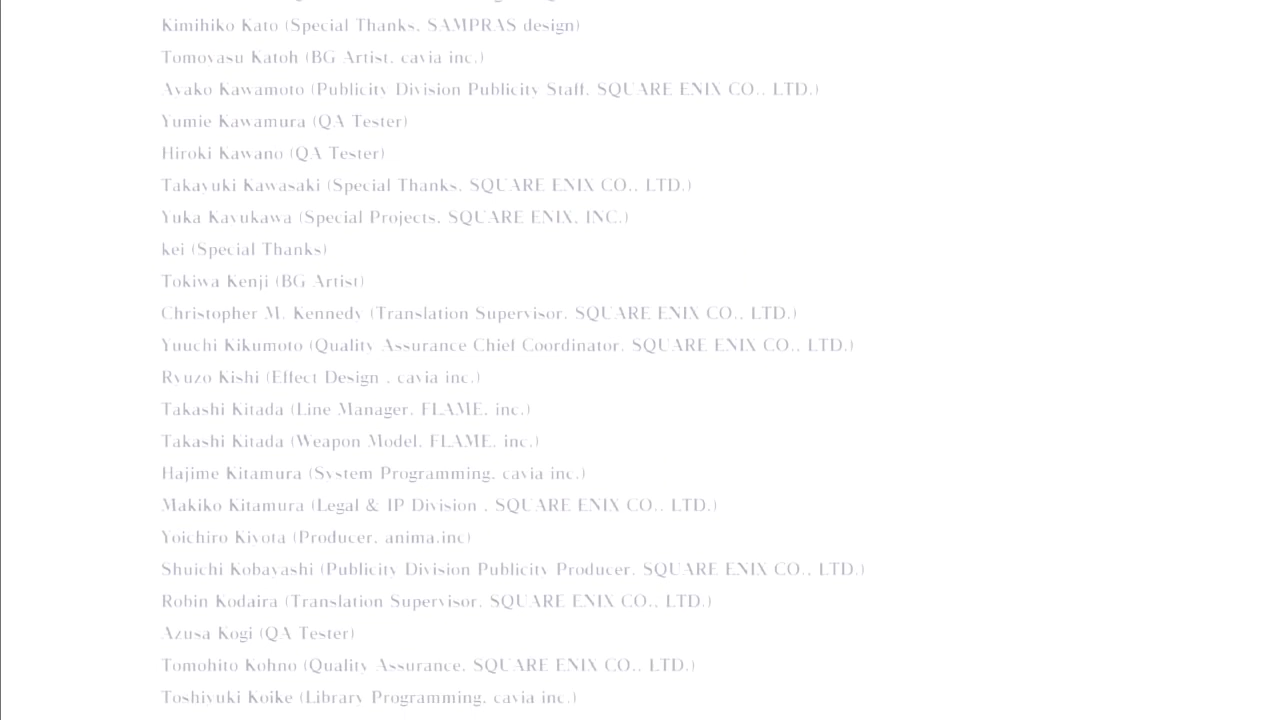 Kimihiko Kato (Special Thanks, SAMPRAS design)
Tomoyasu Katoh (BG Artist, cavia inc.)
Ayako Kawamoto (Publicity Division Publicity Staff, SQUARE ENIX CO., LTD.)
Yumie Kawamura (QA Tester)
Hiroki Kawano (QA Tester)
Takayuki Kawasaki (Special Thanks, SQUARE ENIX CO., LTD.)
Yuka Kayukawa (Special Projects, SQUARE ENIX, INC.)
kei (Special Thanks)
Tokiwa Kenji (BG Artist)
Christopher M. Kennedy (Translation Supervisor, SQUARE ENIX CO., LTD.)
Yuuchi Kikumoto (Quality Assurance Chief Coordinator, SQUARE ENIX CO., LTD.)
Ryuzo Kishi (Effect Design , cavia inc.)
Takashi Kitada (Line Manager, FLAME, inc.)
Takashi Kitada (Weapon Model, FLAME, inc.)
Hajime Kitamura (System Programming, cavia inc.)
Makiko Kitamura (Legal & IP Division , SQUARE ENIX CO., LTD.)
Yoichiro Kiyota (Producer, anima.inc)
Shuichi Kobayashi (Publicity Division Publicity Producer, SQUARE ENIX CO., LTD.)
Robin Kodaira (Translation Supervisor, SQUARE ENIX CO., LTD.)
Azusa Kogi (QA Tester)
Tomohito Kohno (Quality Assurance, SQUARE ENIX CO., LTD.)
Toshiyuki Koike (Library Programming, cavia inc.)